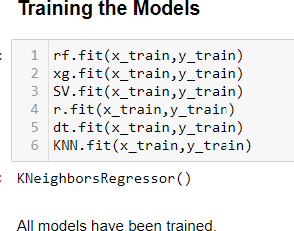 Training the Models
1 rf.fit(x_train,y_train)
2 xg.fit(x_train,y_train)
3 SV.fit(x_train,y_train)
4 r.fit(x_train,y_train)
5 dt.fit(x_train,y_train)
6 KNN.fit(x_train,y_train)
KNeighborsRegressor()
All models have been trained.